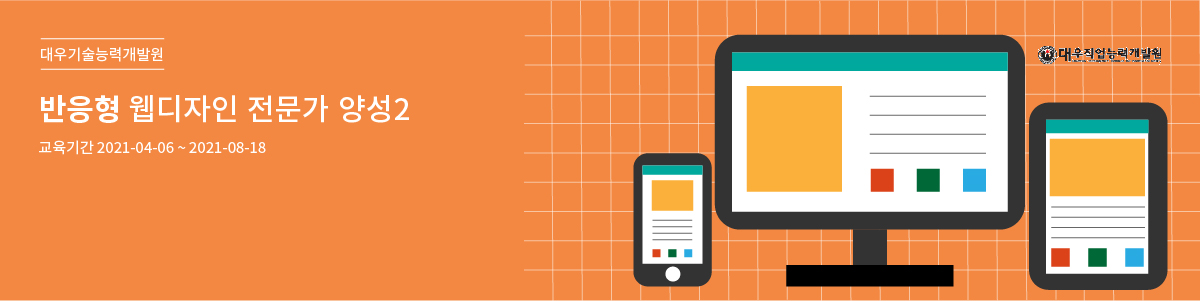 대우기술능력개발원
반응형 웹디자인 전문가 양성2
교육기간 2021-04-06 ~ 2021-08-18
대우직업능력개발원